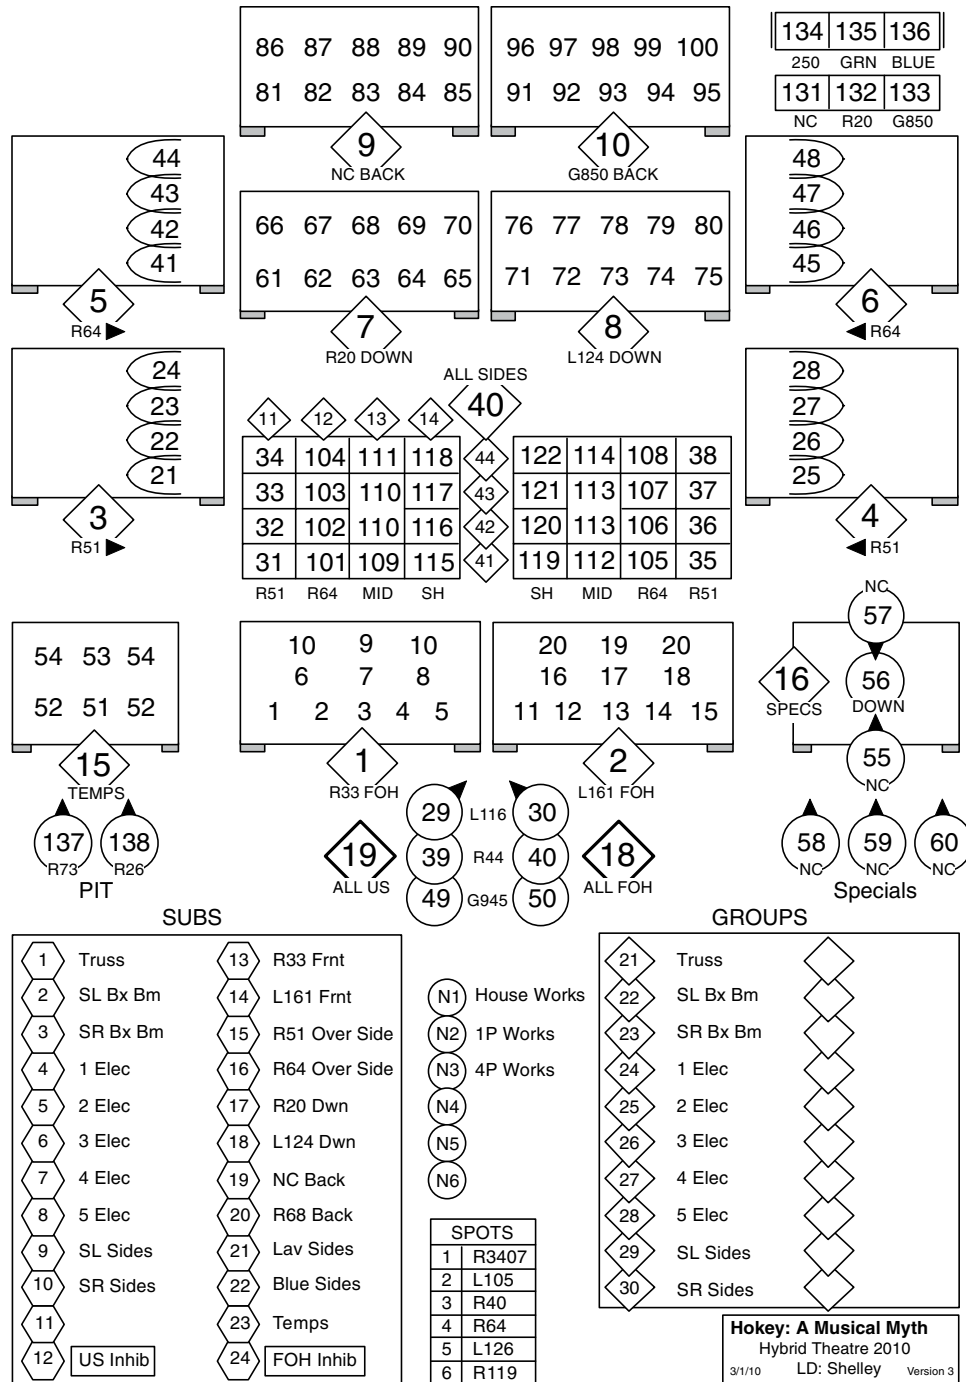 86 87 88 89 90
81 82 83 84 85
9
NC BACK
96 97 98 99 100
91 92 93 94 95
10
G850 BACK
134 135 136
250 GRN BLUE
131 132 133
NC R20 G850
44
43
42
41
5
R64
66 67 68 69 70
61 62 63 64 65
7
R20 DOWN
76 77 78 79 80
71 72 73 74 75
8
L124 DOWN
48
47
46
45
6
R64
24
23
22
21
3
R51
ALL SIDES
40
11 12 13 14
34 104 111 118 44 122 114 108 38
33 103 110 117 43 121 113 107 37
32 102 110 116 42 120 113 106 36
31 101 109 115 41 119 112 105 35
R51 R64 MID SH SH MID R64 R51
28
27
26
25
4
R51
54 53 54
52 51 52
15
TEMPS
137 138
R73 R26
PIT
10 9 10
6 7 8
1 2 3 4 5
1
R33 FOH
20 19 20
16 17 18
11 12 13 14 15
2
L161 FOH
29 L116 30
39 R44 40
49 G945 50
19
ALL US
18
ALL FOH
NC
57
16
SPECS
56
DOWN
55
NC
58 59 60
NC NC NC
Specials
SUBS
1 Truss
2 SL Bx Bm
3 SR Bx Bm
4 1 Elec
5 2 Elec
6 3 Elec
7 4 Elec
8 5 Elec
9 SL Sides
10 SR Sides
11
12 US Inhib
13 R33 Frnt
14 L161 Frnt
15 R51 Over Side
16 R64 Over Side
17 R20 Dwn
18 L124 Dwn
19 NC Back
20 R68 Back
21 Lav Sides
22 Blue Sides
23 Temps
24 FOH Inhib
N1 House Works
N2 1P Works
N3 4P Works
N4
N5
N6
SPOTS
1 R3407
2 L105
3 R40
4 R64
5 L126
6 R119
GROUPS
21 Truss
22 SL Bx Bm
23 SR Bx Bm
24 1 Elec
25 2 Elec
26 3 Elec
27 4 Elec
28 5 Elec
29 SL Sides
30 SR Sides
Hokey: A Musical Myth
Hybrid Theatre 2010
3/1/10 LD: Shelley Version 3